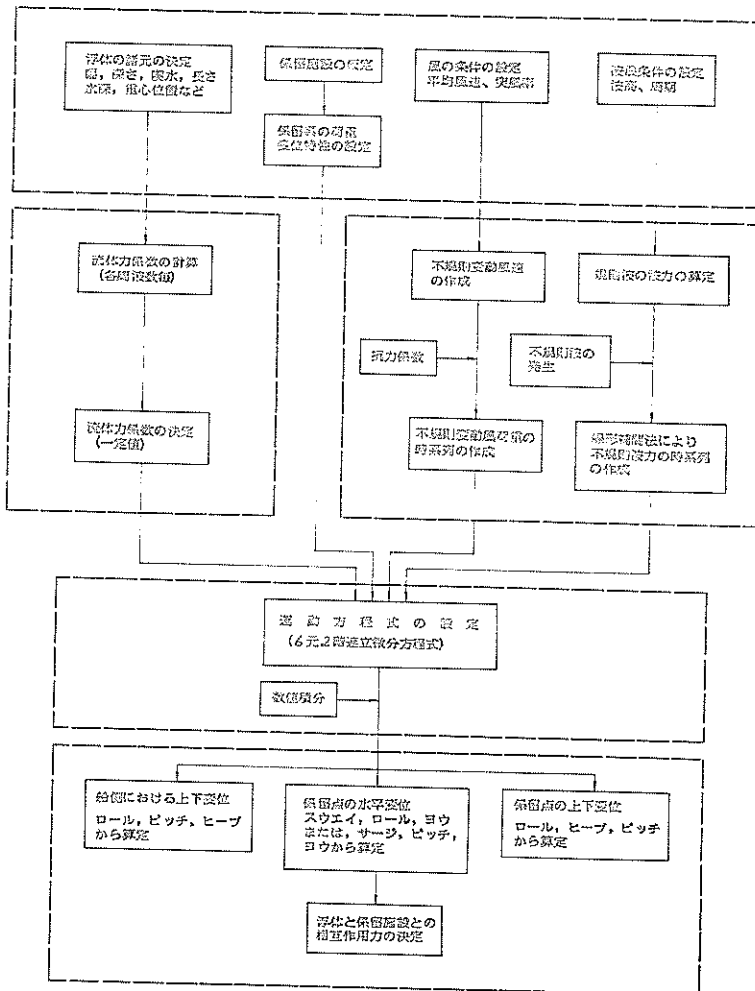 浮体の諸元の決定
幅，深さ，喫水，長さ
水深，重心位置など
係留施設の設定
係留系の荷重
変位特性の設定
風の条件の設定
平均風速、突風率
波浪条件の設定
波高、周期
流体力係数の計算
(各周波数毎)
流体力係数の決定
(一定値)
不規則変動風速
の作成
抗力係数
不規則変動風荷重の
時系列の作成
規則波の波力の算定
不規則波の
発生
線形補間法により
不規則波力の時系列
の作成
運動方程式の設定
(6元2階連立微分方程式)
数値積分
における上下変位
ロール，ピッチ，ヒーブ
から算定
係留点の水平変位
スウエイ，ロール，ヨウ
または，サージ，ピッチ，
ヨウから算定
係留点の上下変位
ロール，ヒーブ，ピッチ
から算定
浮体と係留施設との
相互作用力の決定